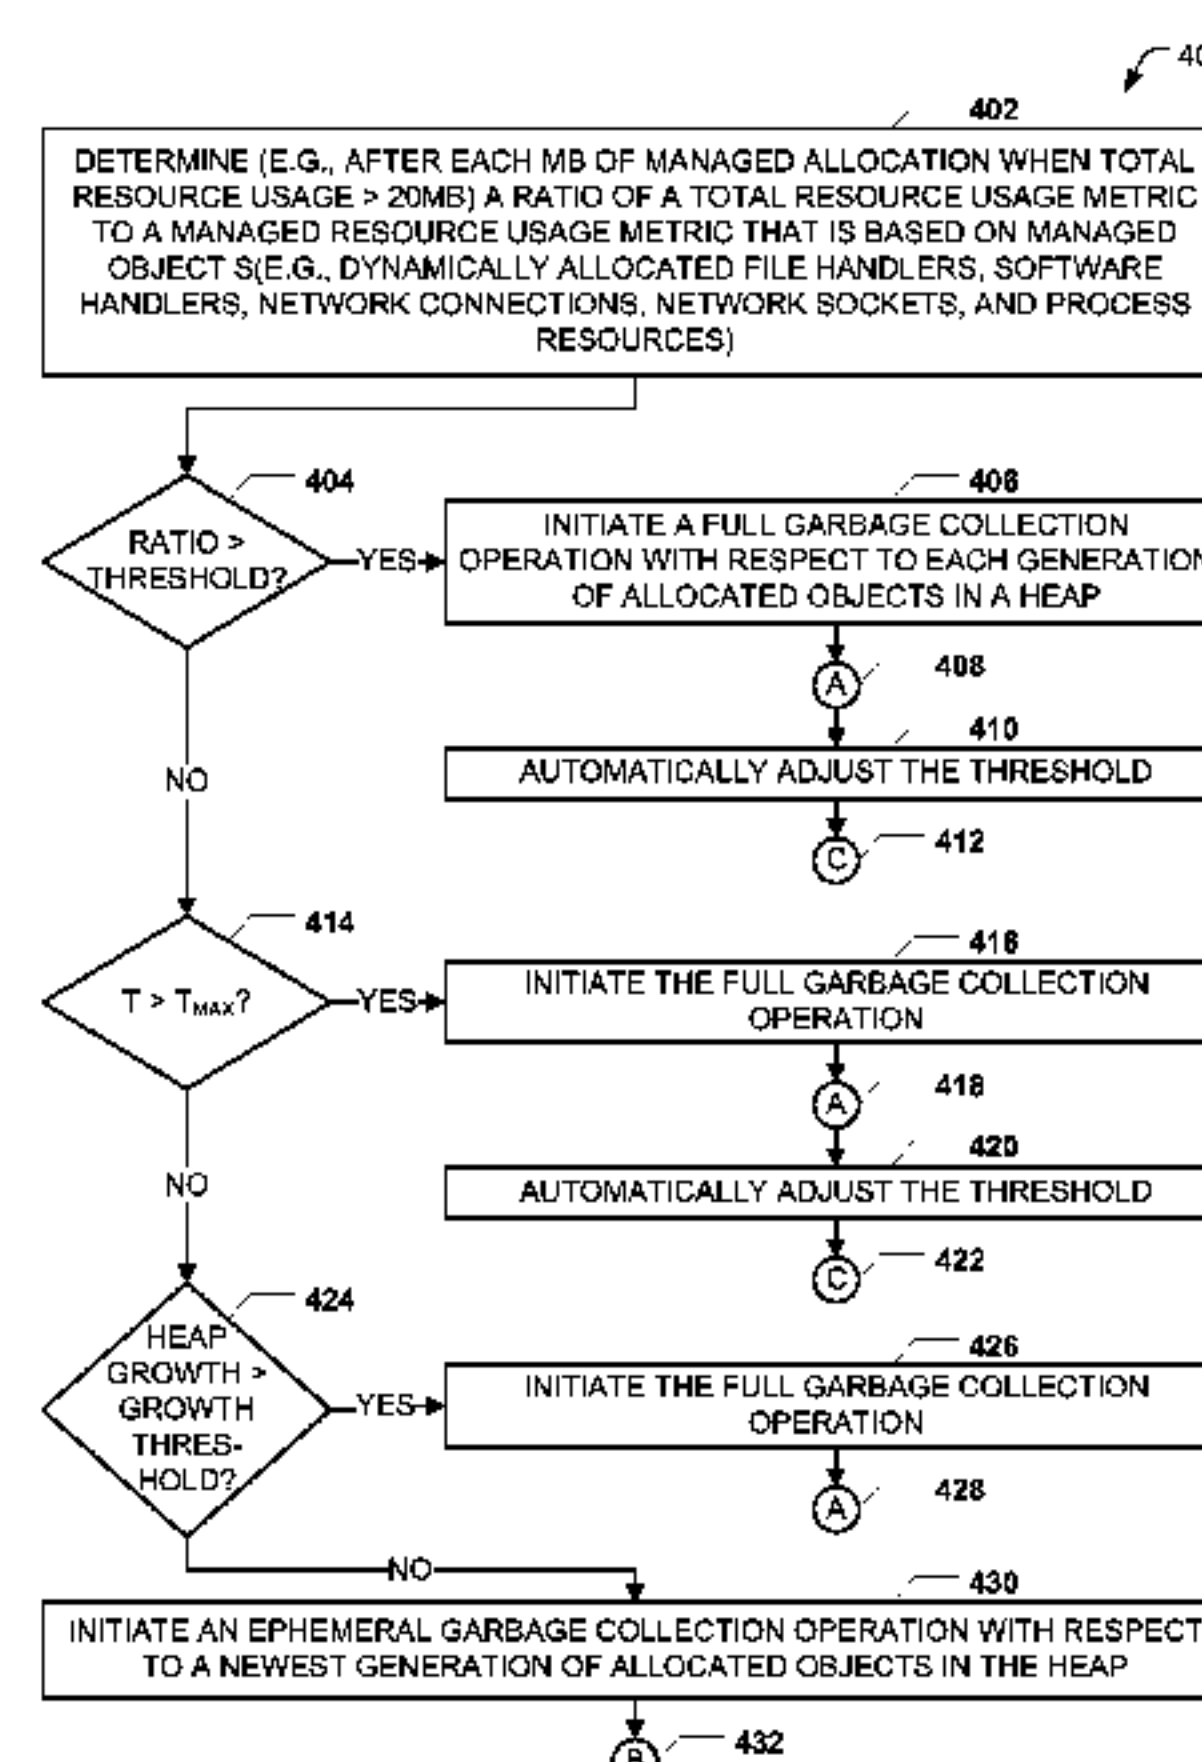 40
402
DETERMINE (E.G., AFTER EACH MB OF MANAGED ALLOCATION WHEN TOTAL
RESOURCE USAGE > 20MB) A RATIO OF A TOTAL RESOURCE USAGE METRIC
TO A MANAGED RESOURCE USAGE METRIC THAT IS BASED ON MANAGED
OBJECT S(E.G., DYNAMICALLY ALLOCATED FILE HANDLERS, SOFTWARE
HANDLERS, NETWORK CONNECTIONS, NETWORK SOCKETS, AND PROCESS
RESOURCES)
404
RATIO >
THRESHOLD?
YES
406
INITIATE A FULL GARBAGE COLLECTION
OPERATION WITH RESPECT TO EACH GENERATION
OF ALLOCATED OBJECTS IN A HEAP
A
408
410
AUTOMATICALLY ADJUST THE THRESHOLD
C
412
NO
414
T > TMAX?
YES
416
INITIATE THE FULL GARBAGE COLLECTION
OPERATION
A
418
420
AUTOMATICALLY ADJUST THE THRESHOLD
C
422
NO
424
HEAP
GROWTH >
GROWTH
THRES-
HOLD?
YES
426
INITIATE THE FULL GARBAGE COLLECTION
OPERATION
A
428
NO
430
INITIATE AN EPHEMERAL GARBAGE COLLECTION OPERATION WITH RESPECT
TO A NEWEST GENERATION OF ALLOCATED OBJECTS IN THE HEAP
B
432